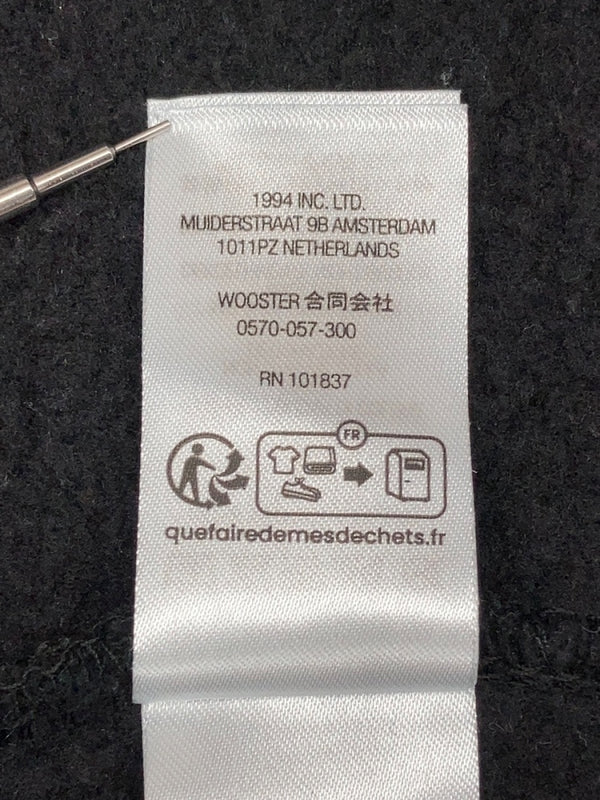 1994 INC. LTD.
MUIDERSTRAAT 9B AMSTERDAM
1011PZ NETHERLANDS
WOOSTER 合同会社
0570-057-300
RN 101837
FR
quefairedemesdechets.fr